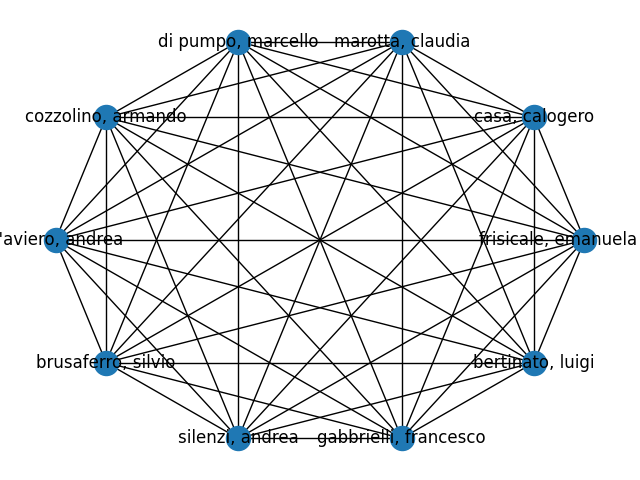 di pumpo, marcello
marotta, claudia
cozzolino, armando
casa, calogero
'aviero, andrea
frisicale, emanuela
brusaferro, silvio
bertinato, luigi
silenzi, andrea
gabbrielli, francesco